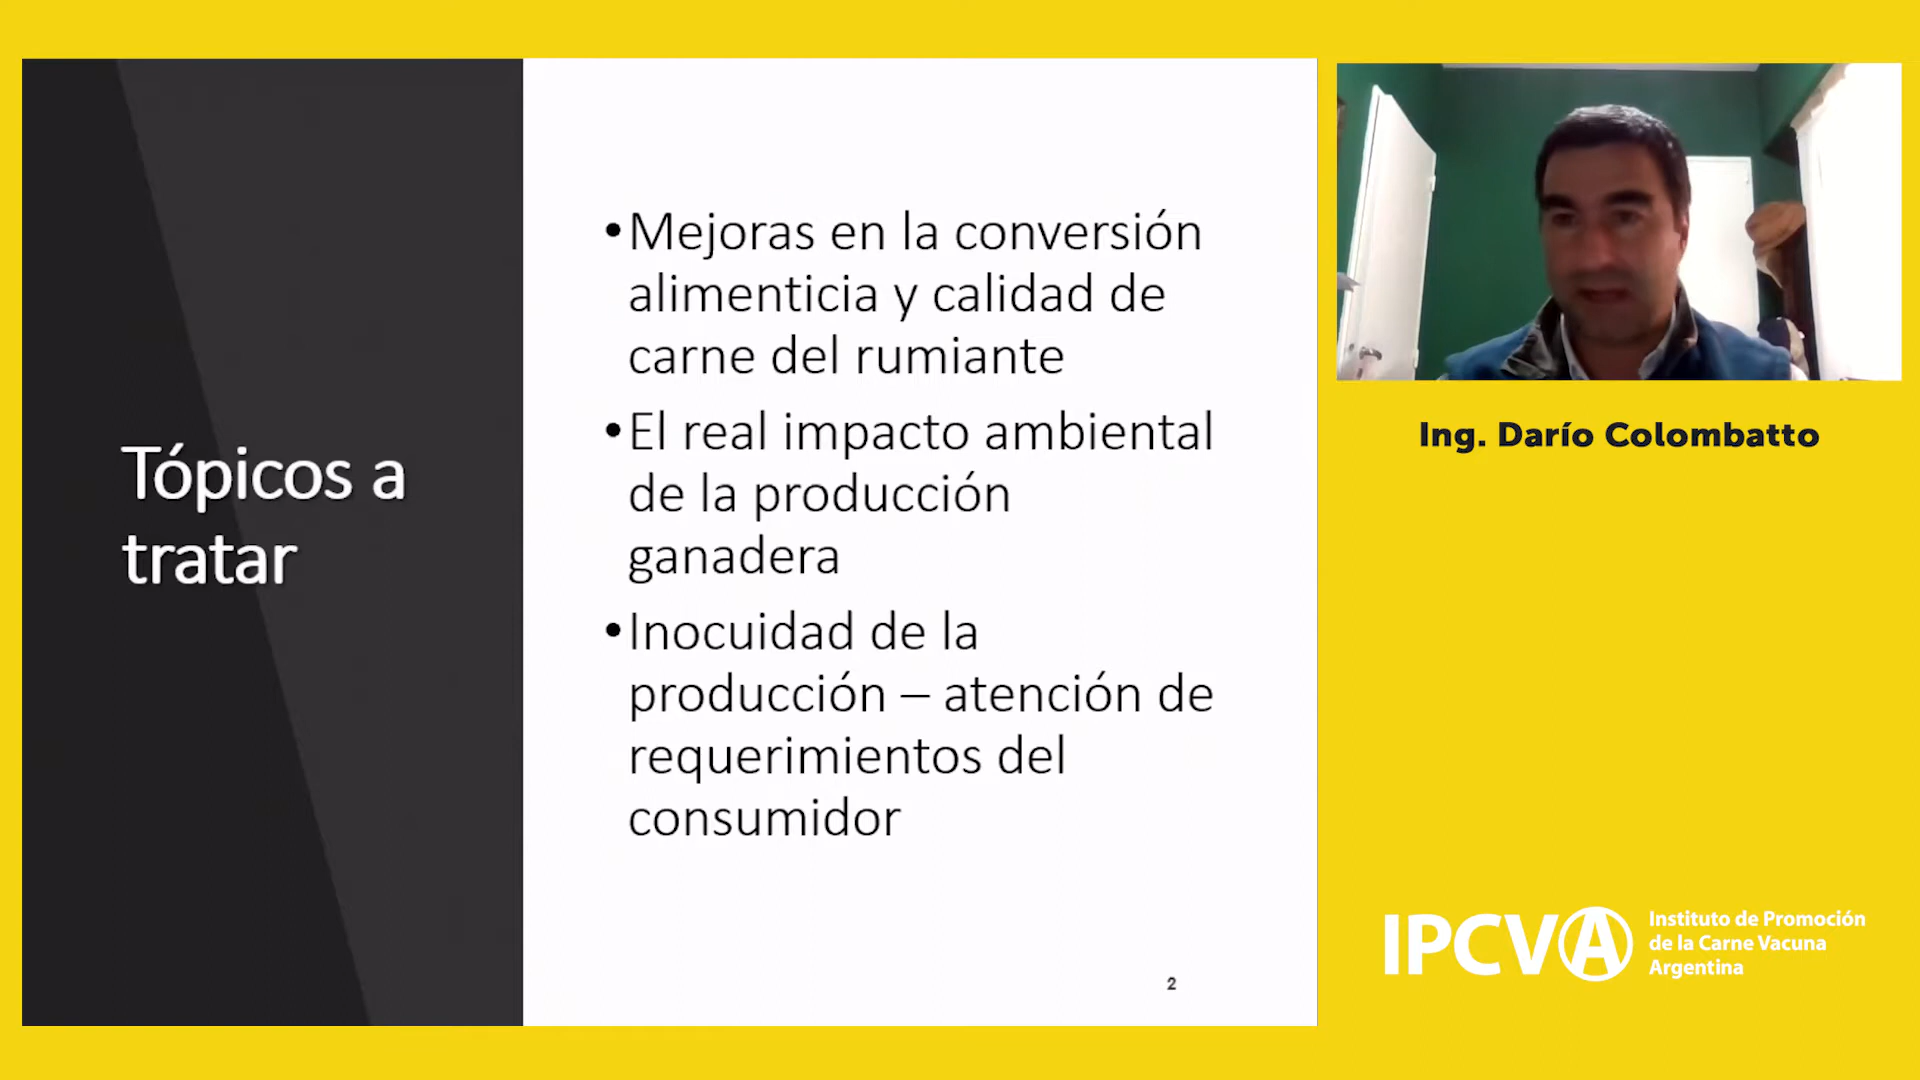 Tópicos a
tratar
•Mejoras en la conversión
alimenticia y calidad de
carne del rumiante
•El real impacto ambiental
de la producción
ganadera
•Inocuidad de la
producción – atención de
requerimientos del
consumidor
2
Ing. Darío Colombatto
IPCVA
Instituto de Promoción
de la Carne Vacuna
Argentina